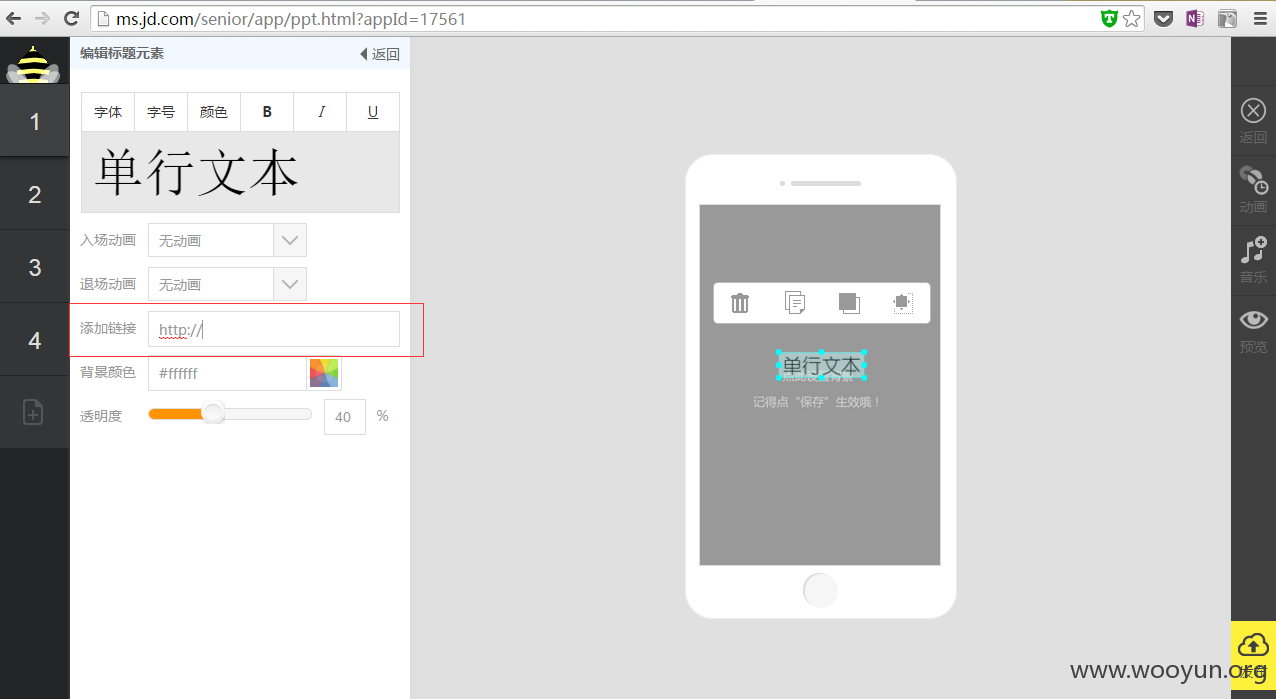 ms.jd.com/senior/app/ppt.html?appId=17561
编辑标题元素
返回
1
2
3
4
字体 字号 颜色 B I U
单行文本
入场动画 无动画
退场动画 无动画
添加链接 http://
背景颜色 #ffffff
透明度 40 %
单行文本
记得点“保存”生效哦！
返回
动画
音乐
预览
www.wooyun.org